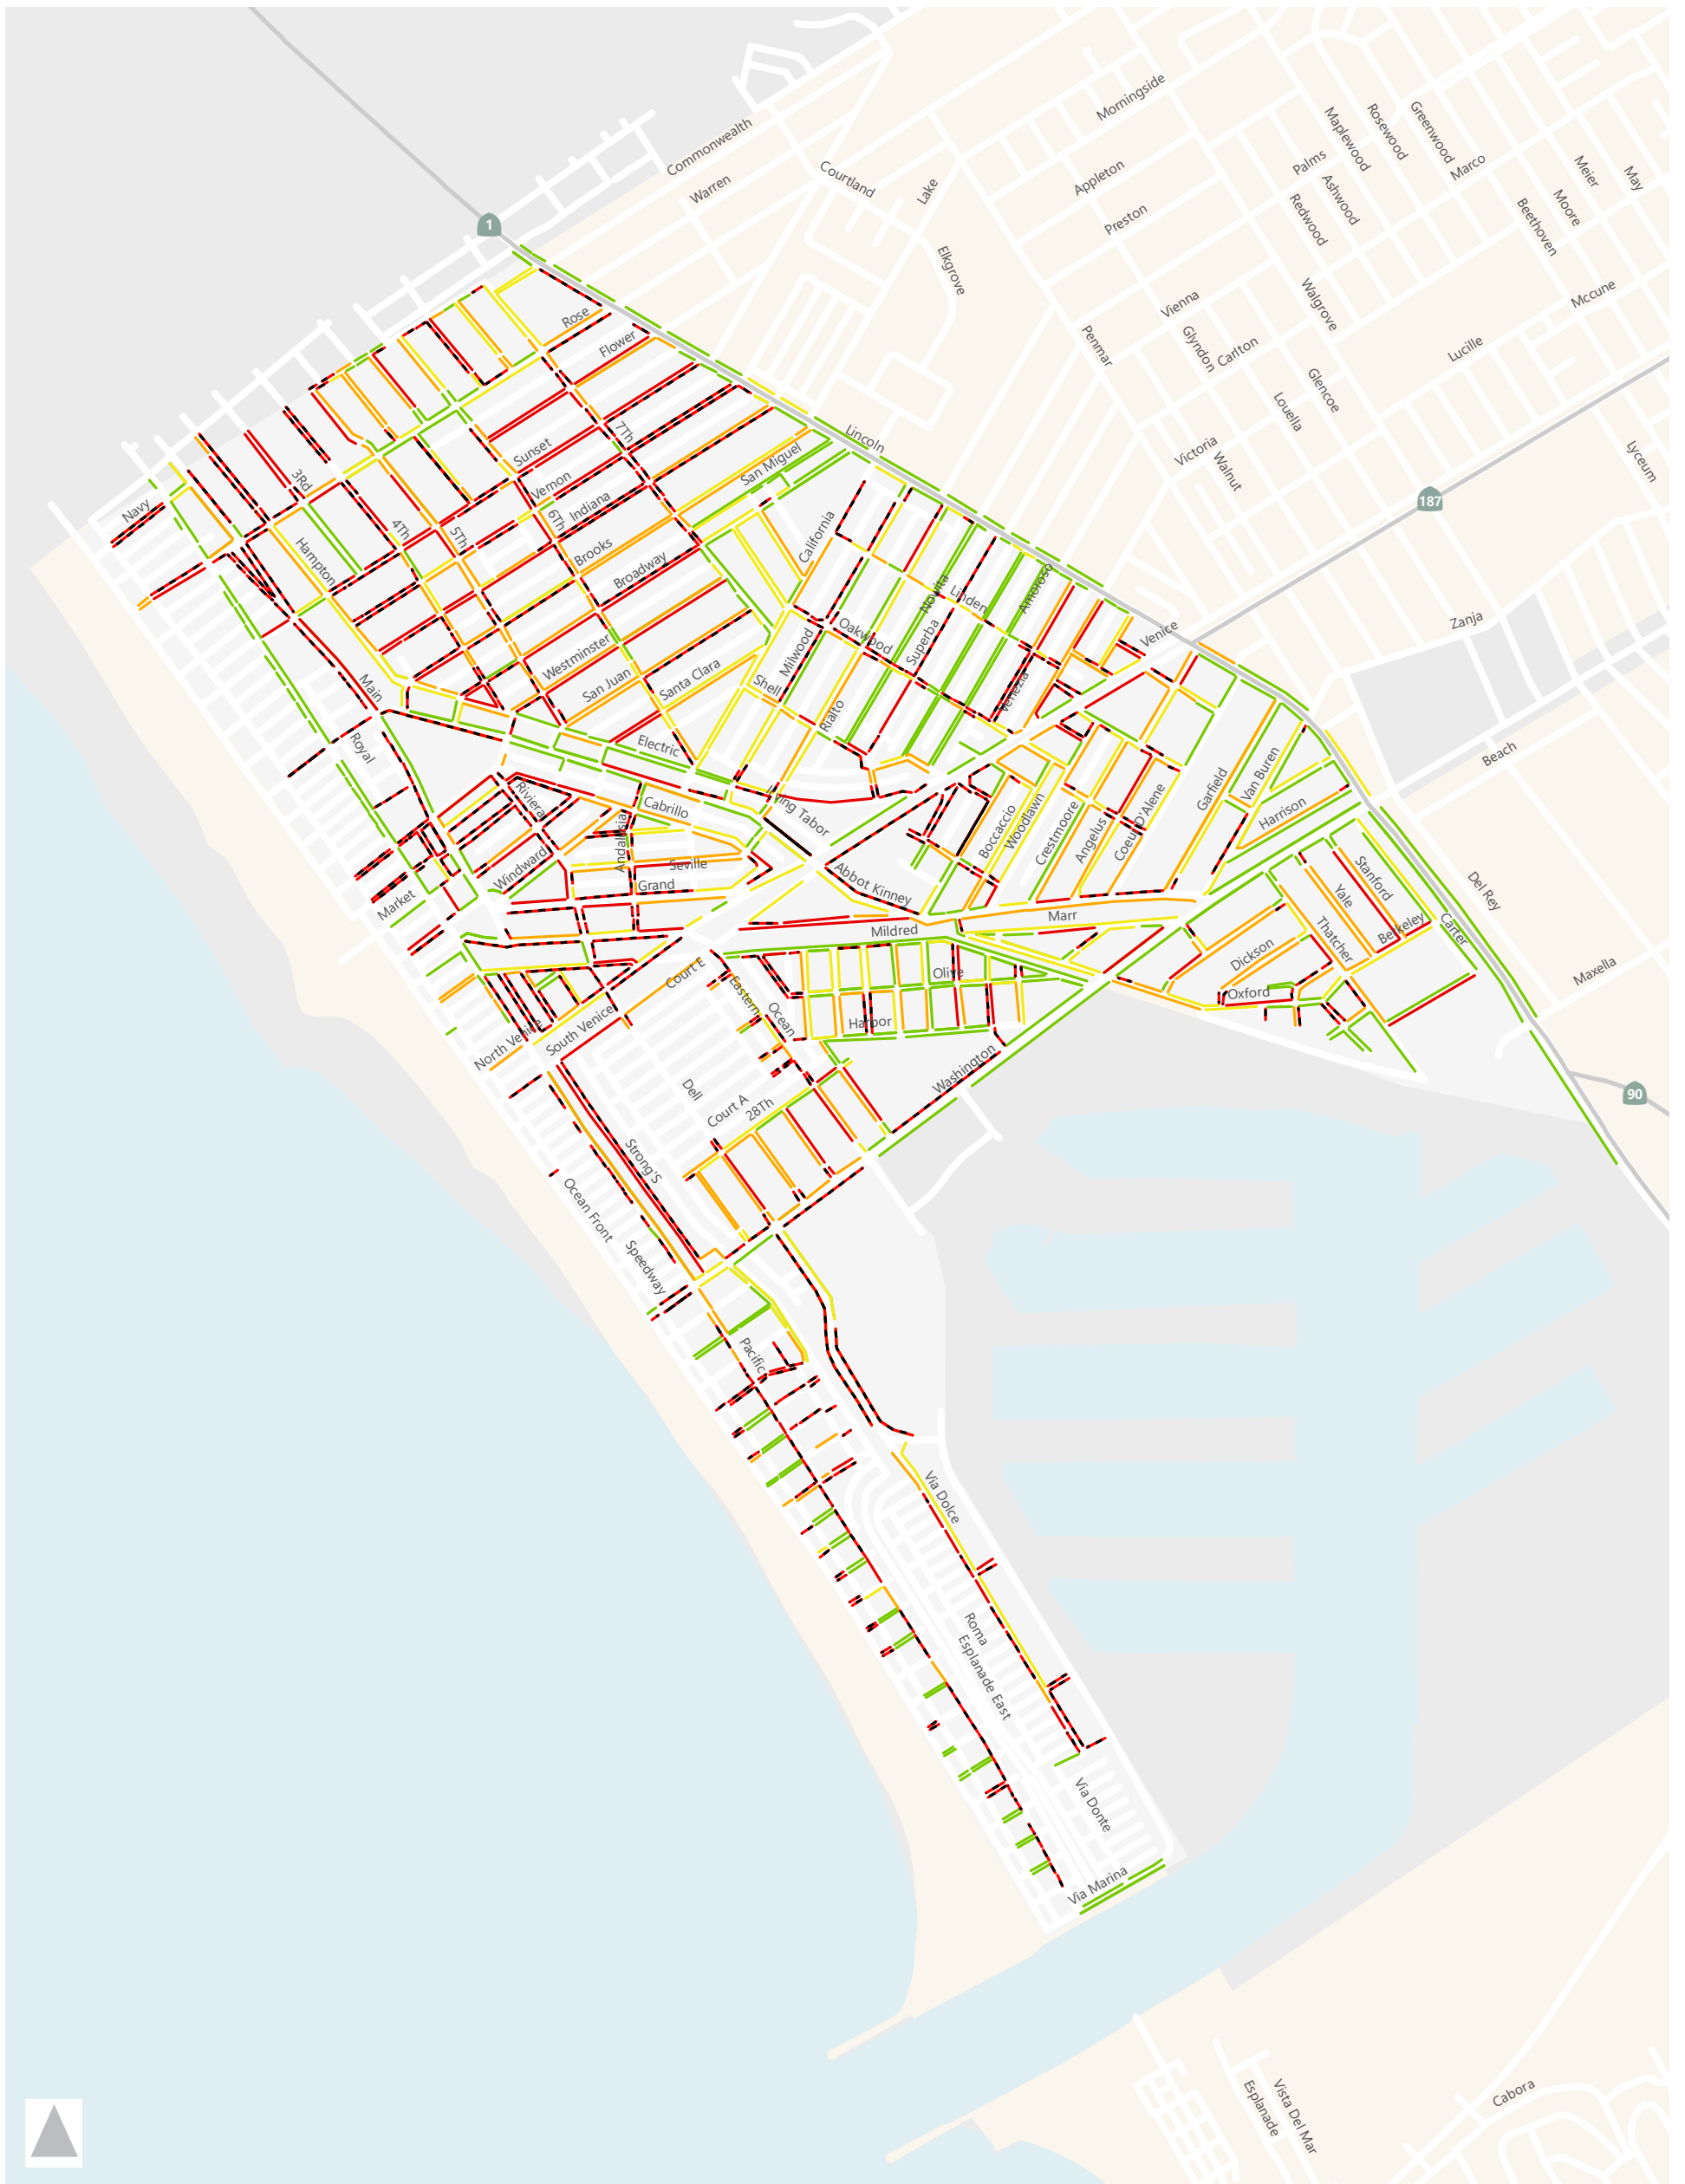 Commonwealth
Morningside
Warren
Courtland
Lake
Appleton
Preston
Elkgrove
Maplewood
Rosewood
Greenwood
Palms
Marco
Ashwood
Redwood
Meier
May
Moore
Beethoven
1
Rose
Flower
Penmar
Vienna
Walgrove
Mccune
Glyndon
Carlton
Lucille
Glencoe
Louella
Lincoln
7Th
Sunset
San Miguel
Victoria
Walnut
Lyceum
187
3Rd
Vernon
Indiana
Navy
4Th
5Th
6Th
California
Hampton
Brooks
Broadway
Novita
Linden
Amoroso
Zanja
Venice
Oakwood
Superba
Milwood
Westminster
San Juan
Santa Clara
Shell
Main
Venezia
Rialto
Royal
Electric
Beach
Garfield
Van Buren
Riviera
Cabrillo
Andalusia
Harrison
Boccaccio
Woodlawn
Crestmoore
Angelus
Coeur D'Alene
Windward
Seville
Grand
Abbot Kinney
Market
Marr
Mildred
Stanford
Yale
Thatcher
Berkeley
Carter
Del Rey
Dickson
Oxford
Maxella
Court E
Eastern
Olive
Ocean
Harbor
North Venice
South Venice
Washington
Dell
Court A
28Th
90
Strong'S
Ocean Front
Speedway
Pacific
Via Dolce
Roma
Esplanade East
Via Donte
Via Marina
Esplanade
Vista Del Mar
Cabora